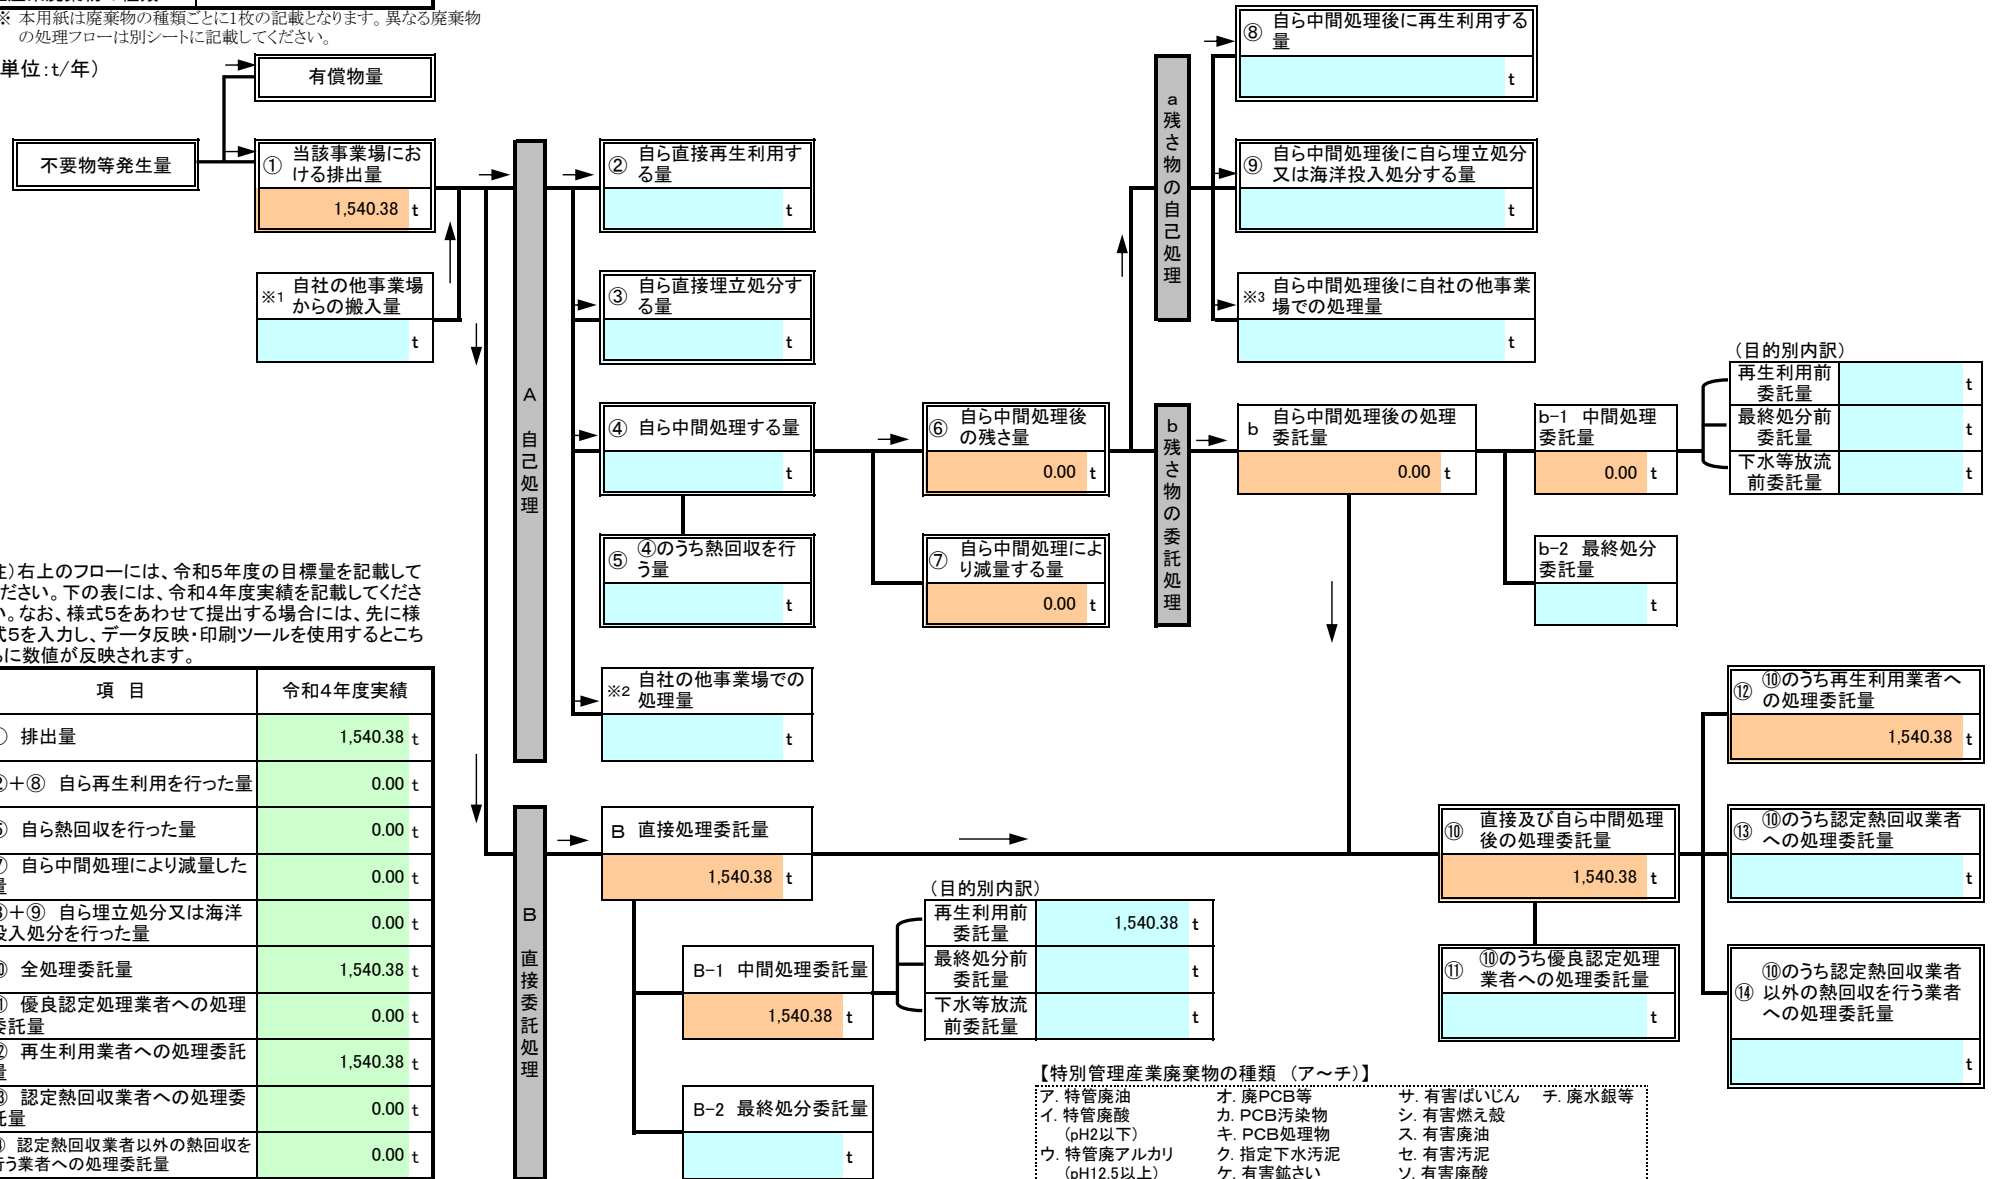 ※ 本用紙は廃棄物の種類ごとに1枚の記載となります。異なる廃棄物
の処理フローは別シートに記載してください。
単位:t/年)
有償物量
不要物等発生量
① 当該事業場にお
ける排出量
1,540.38 t
※1 自社の他事業場
からの搬入量
t
A 自己処理
② 自ら直接再生利用す
る量
t
③ 自ら直接埋立処分す
る量
t
④ 自ら中間処理する量
t
⑤ ④のうち熱回収を行
う量
t
※2 自社の他事業場での
処理量
t
⑥ 自ら中間処理後
の残さ量
0.00 t
⑦ 自ら中間処理によ
り減量する量
0.00 t
a 残さ物の自己処理
⑧ 自ら中間処理後に再生利用する
量
t
⑨ 自ら中間処理後に自ら埋立処分
又は海洋投入処分する量
t
※3 自ら中間処理後に自社の他事業
場での処理量
t
b 残さ物の委託処理
b 自ら中間処理後の処理
委託量
0.00 t
b-1 中間処理
委託量
0.00 t
b-2 最終処分
委託量
t
(目的別内訳)
再生利用前
委託量
t
最終処分前
委託量
t
下水等放流
前委託量
t
注)右上のフローには、令和5年度の目標量を記載して
ください。下の表には、令和4年度実績を記載してくださ
い。なお、様式5をあわせて提出する場合には、先に様
式5を入力し、データ反映・印刷ツールを使用するとこち
らに数値が反映されます。
項 目 令和4年度実績
① 排出量 1,540.38 t
②+⑧ 自ら再生利用を行った量 0.00 t
⑤ 自ら熱回収を行った量 0.00 t
⑦ 自ら中間処理により減量した
量 0.00 t
③+⑨ 自ら埋立処分又は海洋
投入処分を行った量 0.00 t
⑩ 全処理委託量 1,540.38 t
⑪ 優良認定処理業者への処理
委託量 0.00 t
⑫ 再生利用業者への処理委託
量 1,540.38 t
⑬ 認定熱回収業者への処理委
託量 0.00 t
⑭ 認定熱回収業者以外の熱回収を
行う業者への処理委託量 0.00 t
B 直接委託処理
B 直接処理委託量
1,540.38 t
B-1 中間処理委託量
1,540.38 t
B-2 最終処分委託量
t
(目的別内訳)
再生利用前
委託量
1,540.38 t
最終処分前
委託量
t
下水等放流
前委託量
t
⑩ 直接及び自ら中間処理
後の処理委託量
1,540.38 t
⑪ ⑩のうち優良認定処理
業者への処理委託量
t
⑫ ⑩のうち再生利用業者へ
の処理委託量
1,540.38 t
⑬ ⑩のうち認定熱回収業者
への処理委託量
t
⑭ ⑩のうち認定熱回収業者
以外の熱回収を行う業者
への処理委託量
t
【特別管理産業廃棄物の種類 (ア~チ)】
ア. 特管廃油 オ. 廃PCB等 サ. 有害ばいじん チ. 廃水銀等
イ. 特管廃酸 カ. PCB汚染物 シ. 有害燃え殻
(pH2以下) キ. PCB処理物 ス. 有害廃油
ウ. 特管廃アルカリ ク. 指定下水汚泥 セ. 有害汚泥
(pH12.5以上) ケ. 有害鉱さい ソ. 有害廃酸